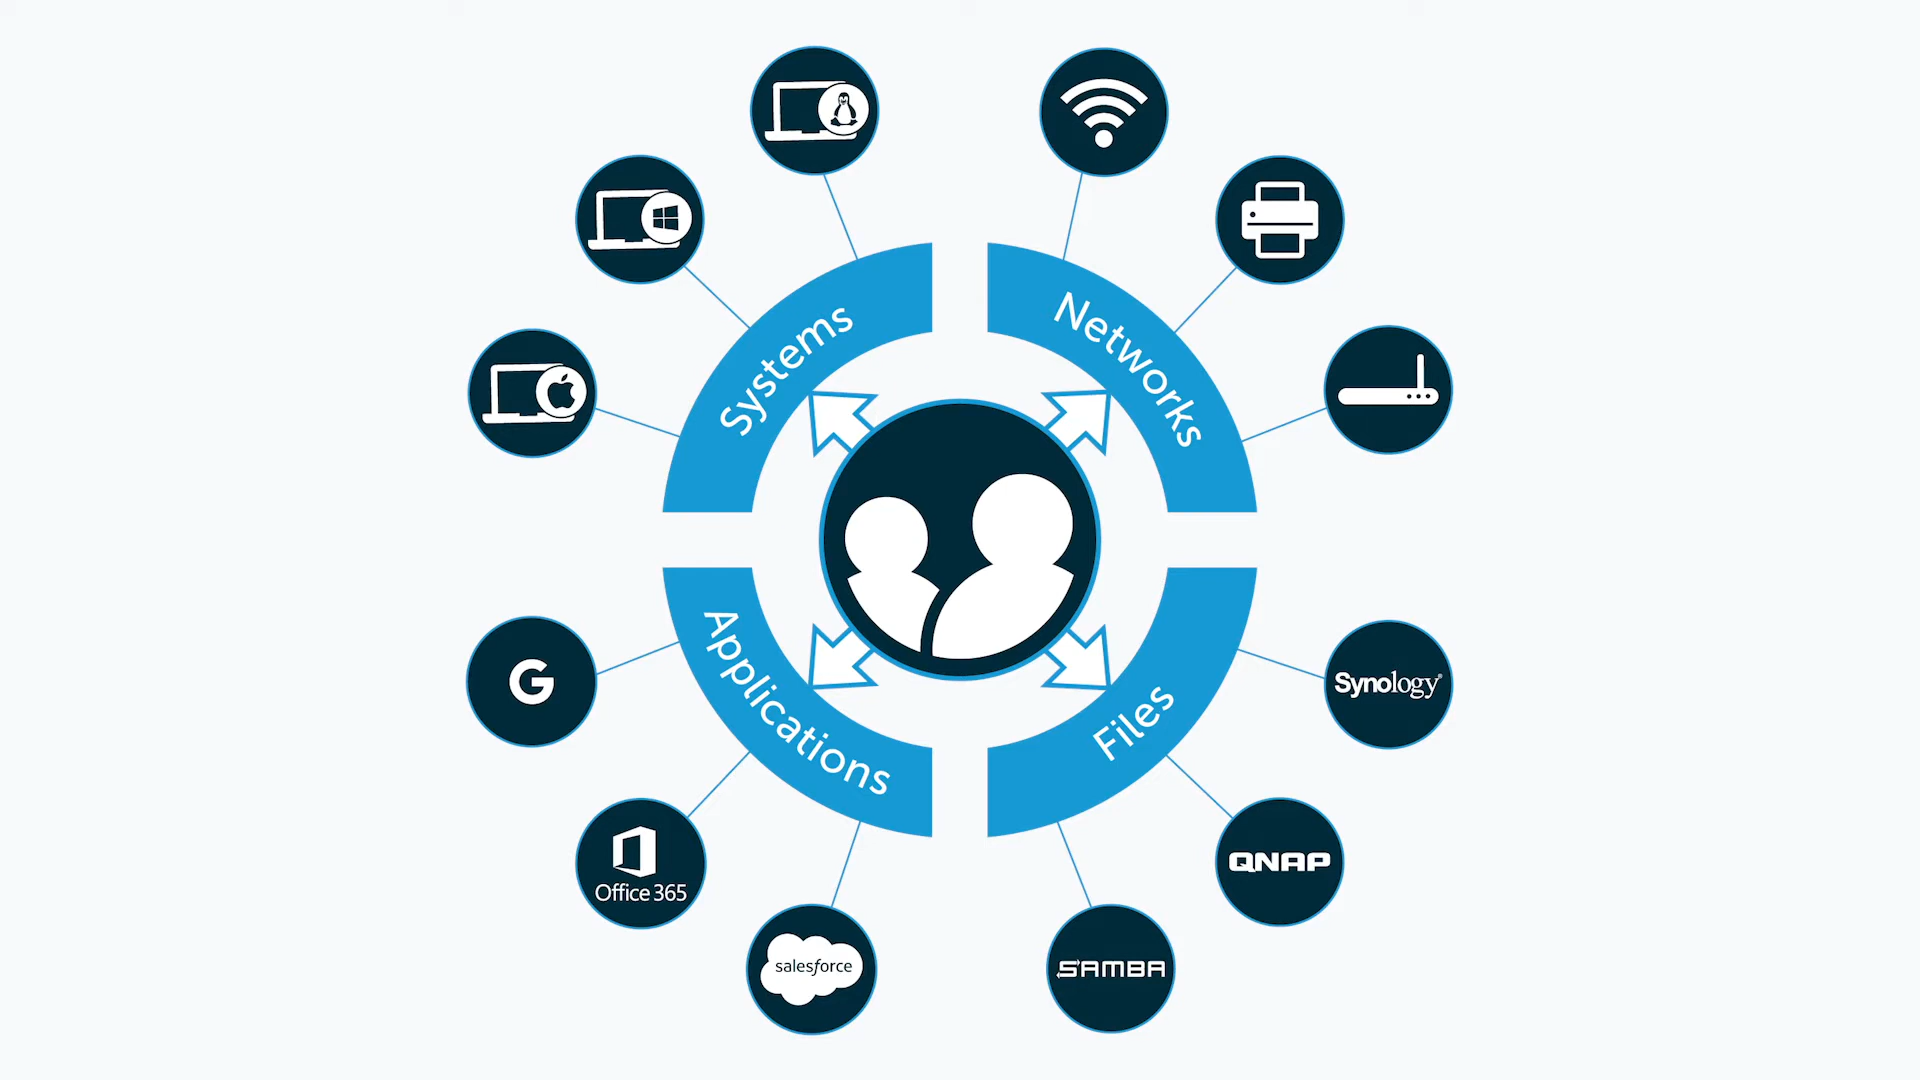 Systems
Networks
Applications
Files
G
Office 365
salesforce
Synology®
QNAP
SAMBA